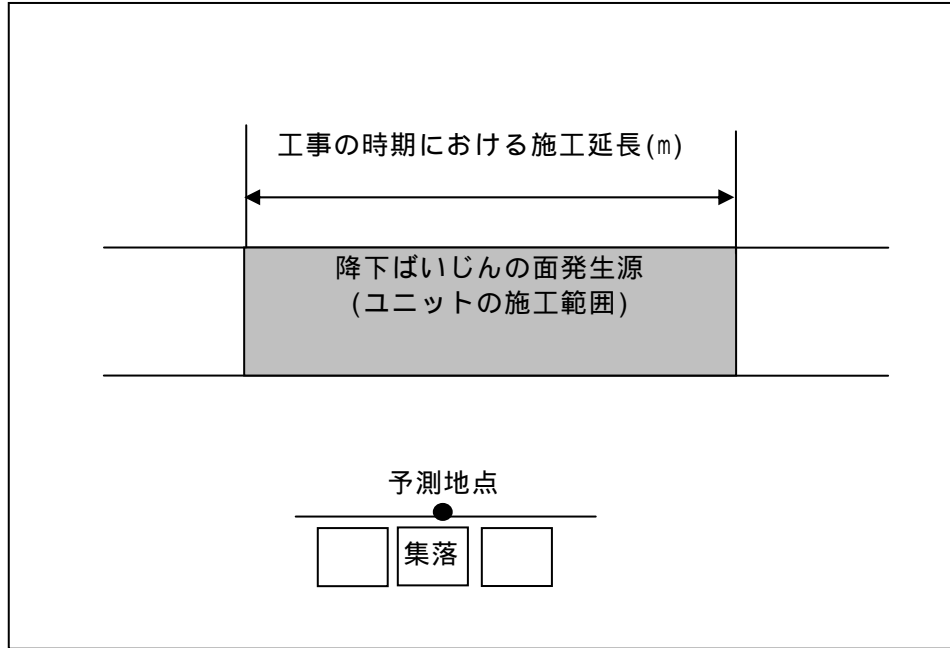 工事の時期における施工延長(m)
降下ばいじんの面発生源
(ユニットの施工範囲)
予測地点
集落